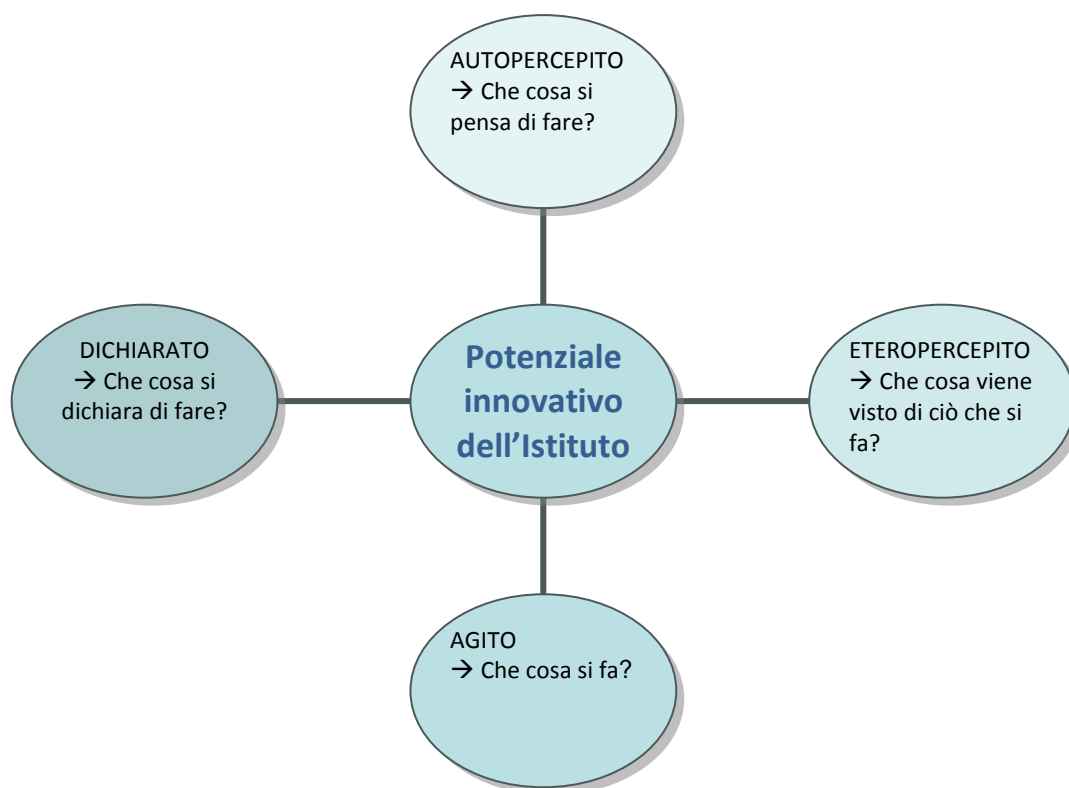 AUTOPERCEPITO
→ Che cosa si
pensa di fare?
DICHIARATO
→ Che cosa si
dichiara di fare?
Potenziale
innovativo
dell’Istituto
ETEROPERCEPITO
→ Che cosa viene
visto di ciò che si
fa?
AGITO
→ Che cosa si fa?